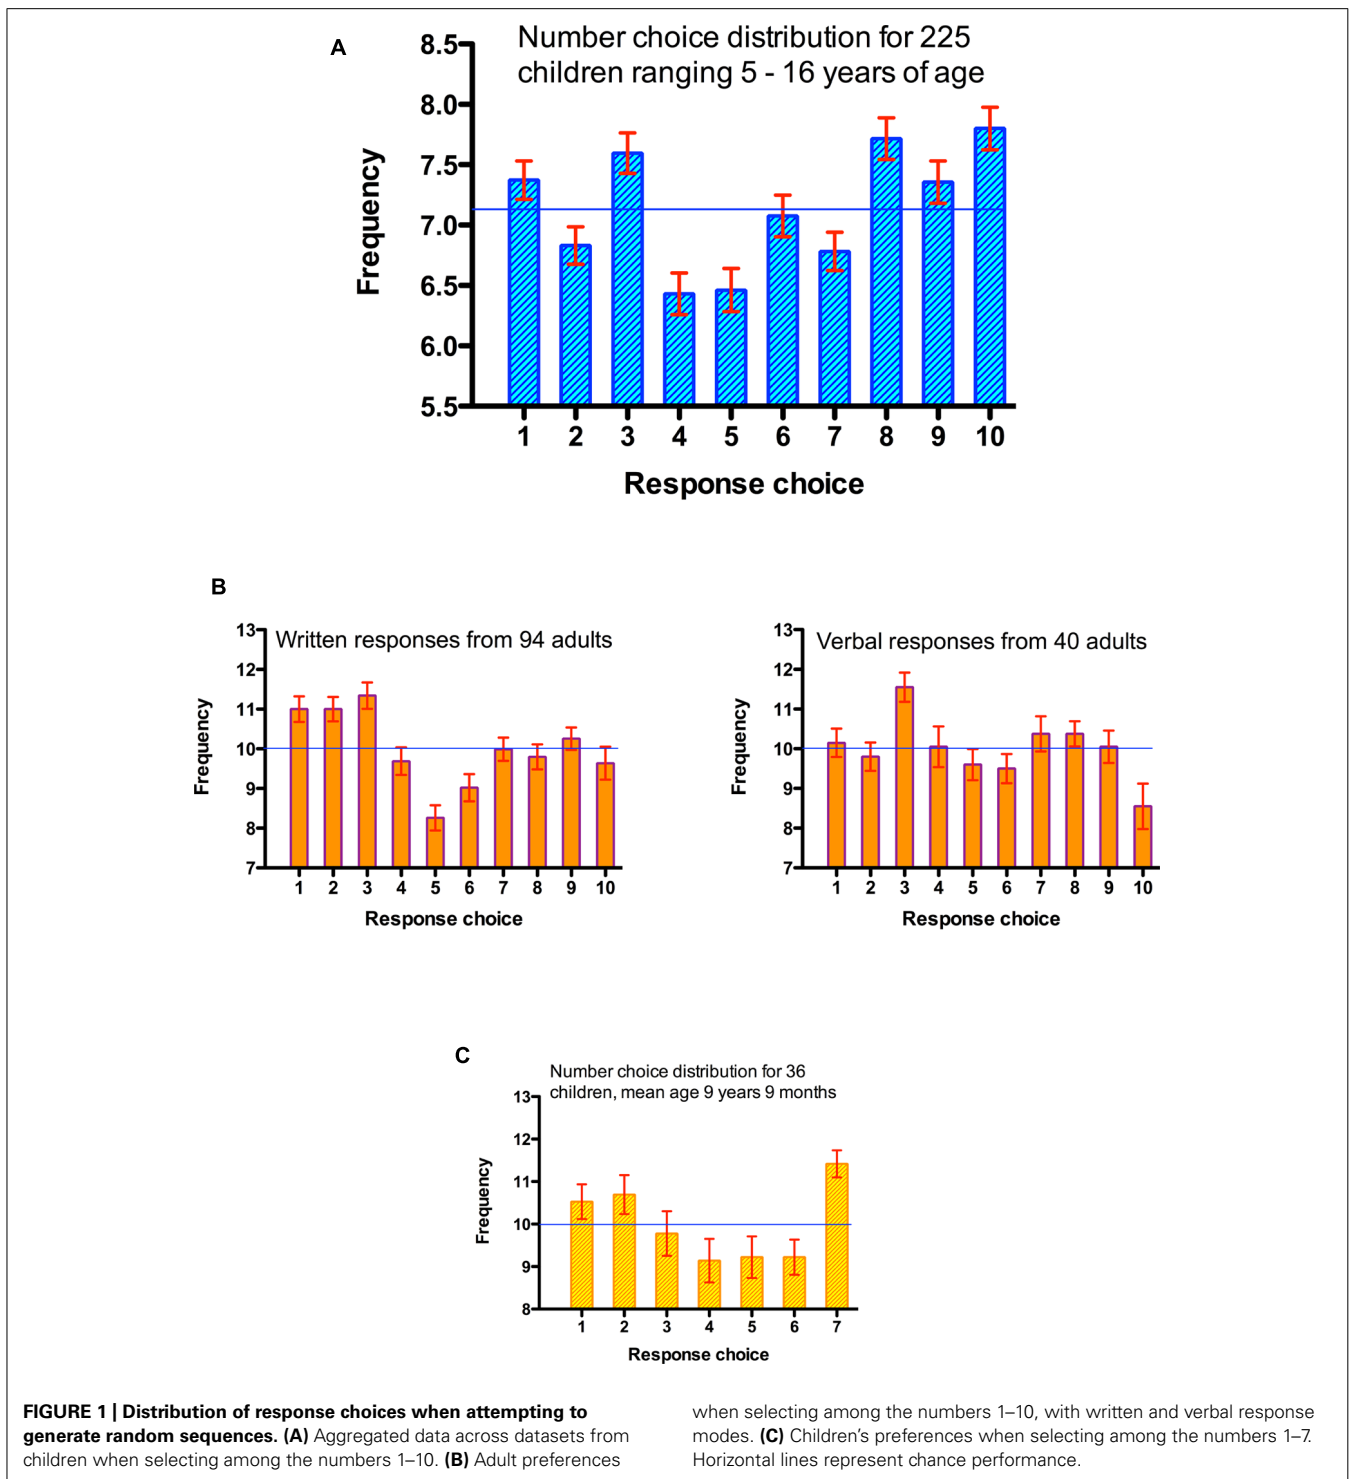 A
Number choice distribution for 225
children ranging 5 - 16 years of age
8.5
8.0
7.5
7.0
6.5
6.0
5.5
Frequency
1 2 3 4 5 6 7 8 9 10
Response choice
B
Written responses from 94 adults
13
12
11
10
9
8
7
Frequency
1 2 3 4 5 6 7 8 9 10
Response choice
Verbal responses from 40 adults
13
12
11
10
9
8
7
Frequency
1 2 3 4 5 6 7 8 9 10
Response choice
C
Number choice distribution for 36
children, mean age 9 years 9 months
13
12
11
10
9
8
Frequency
1 2 3 4 5 6 7
Response choice
FIGURE 1 | Distribution of response choices when attempting to
generate random sequences. (A) Aggregated data across datasets from
children when selecting among the numbers 1–10. (B) Adult preferences
when selecting among the numbers 1–10, with written and verbal response
modes. (C) Children's preferences when selecting among the numbers 1–7.
Horizontal lines represent chance performance.